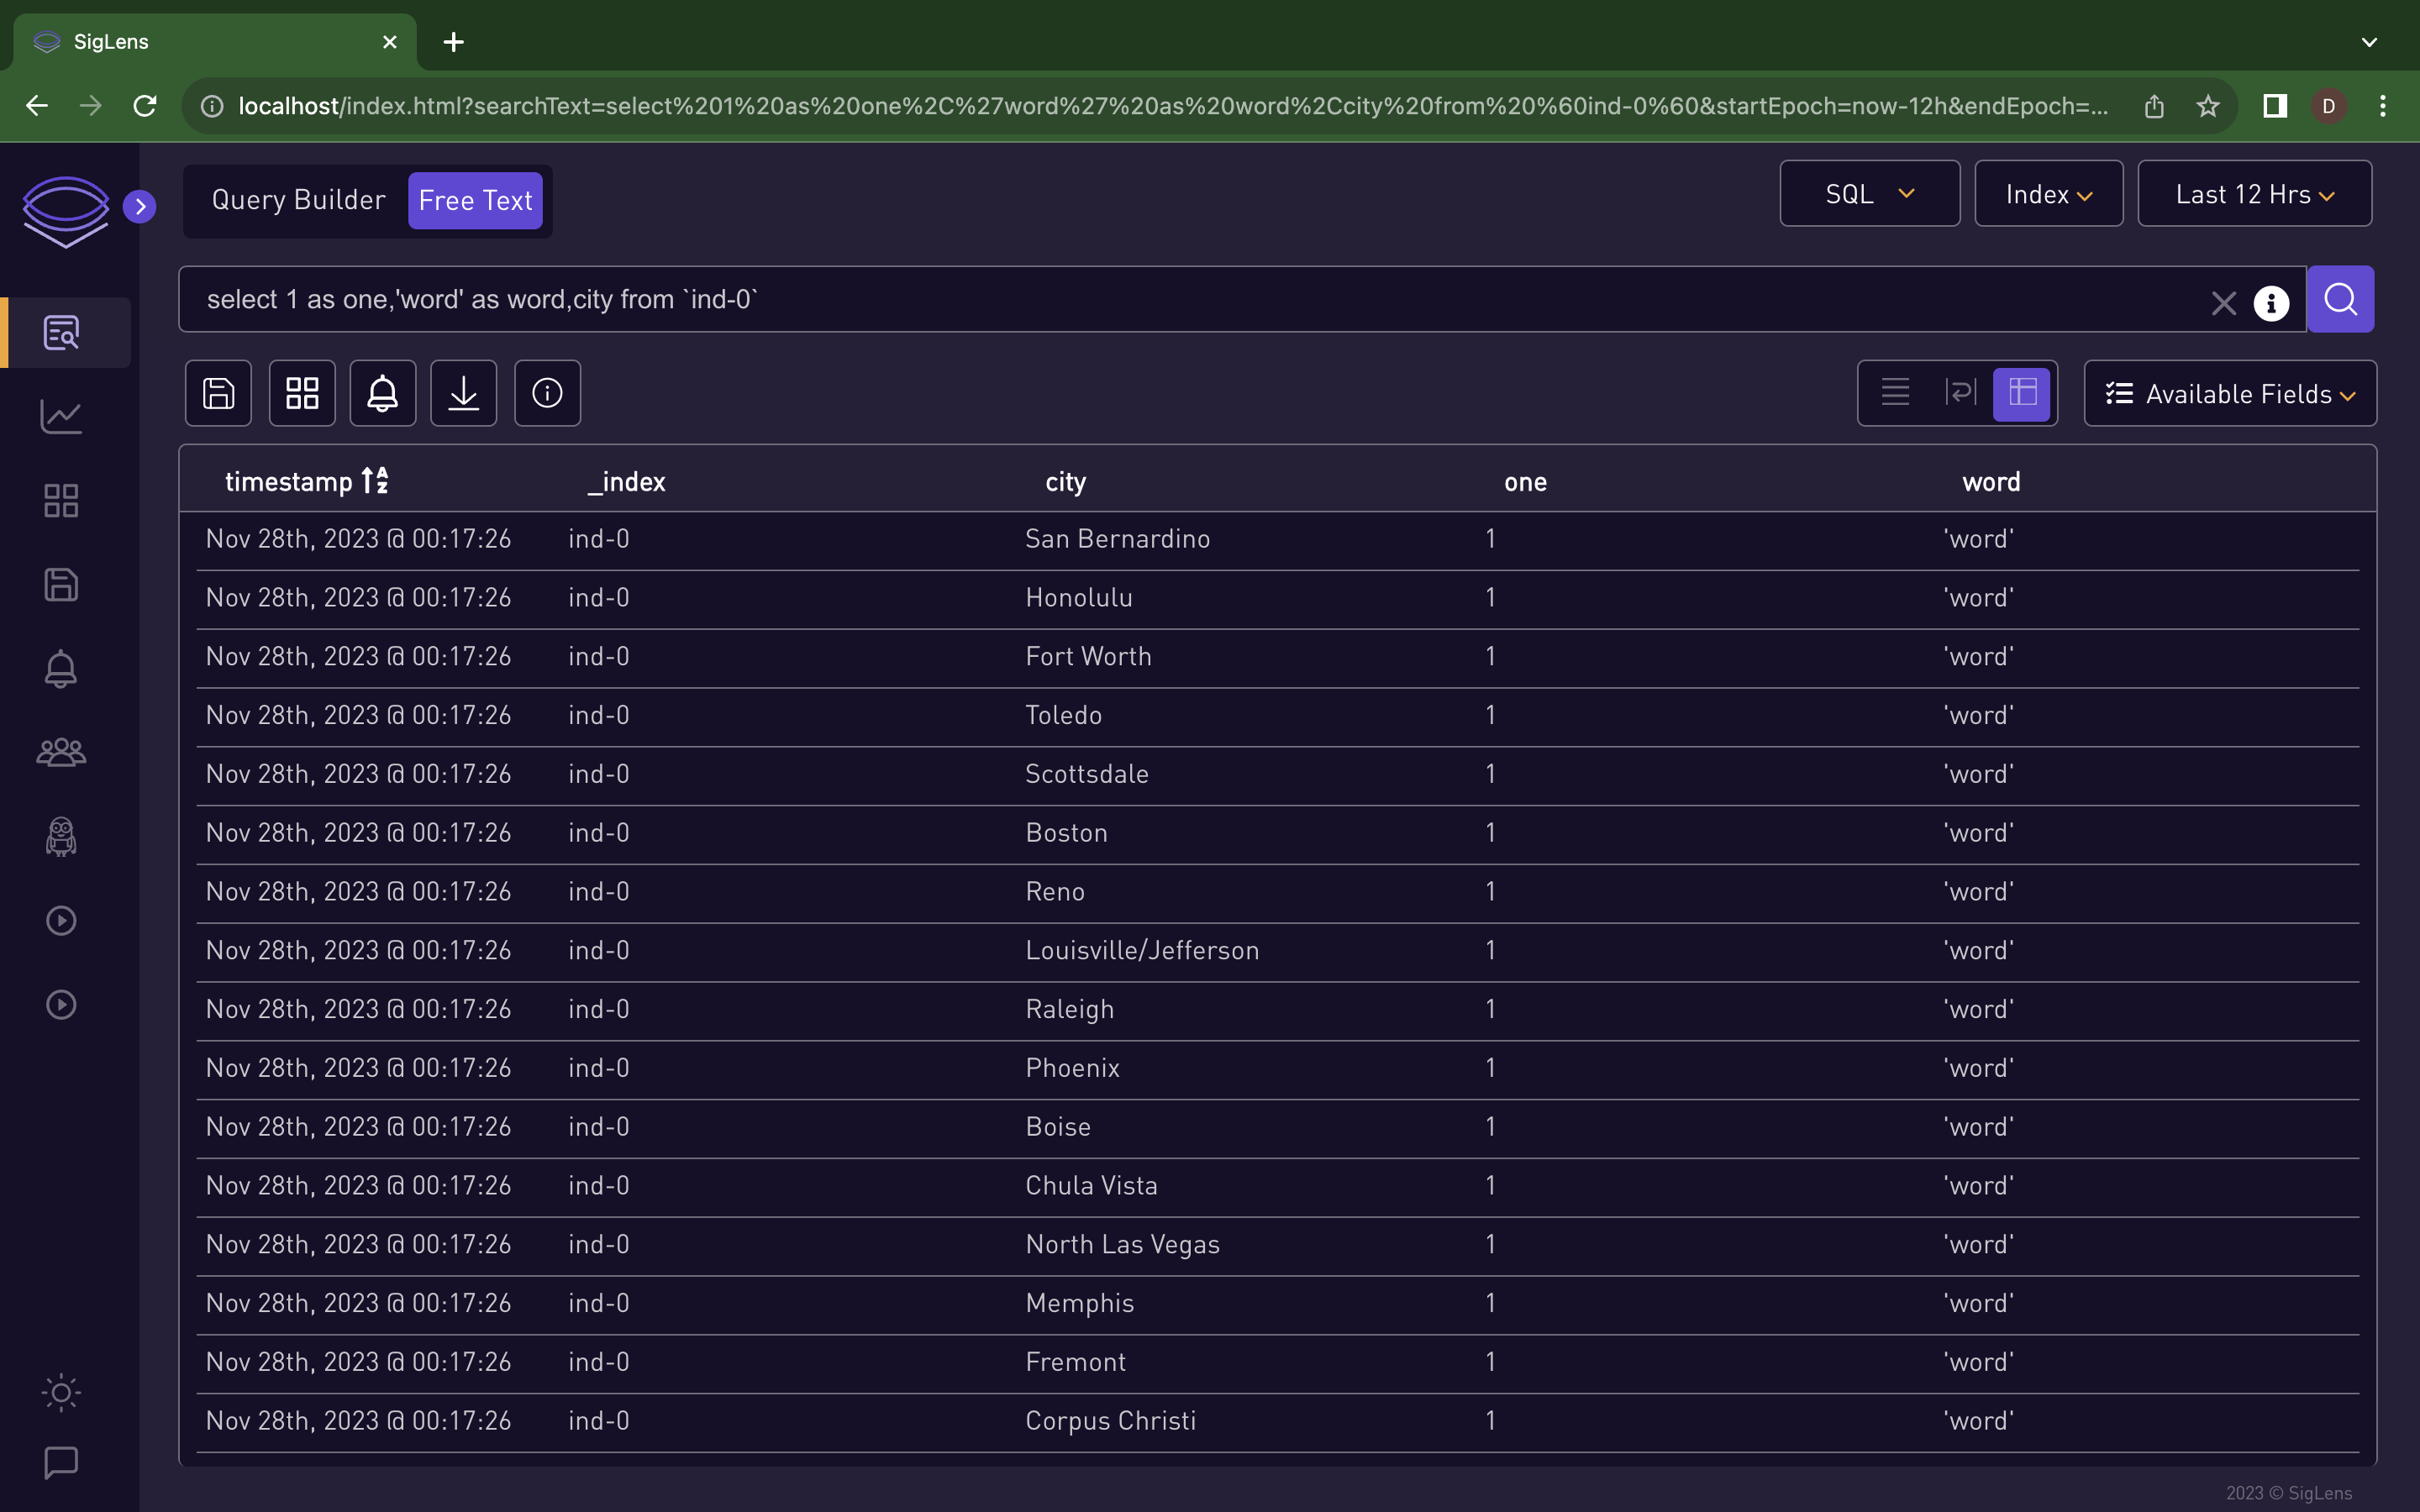 SigLens
localhost/index.html?searchText=select%201%20as%20one%2C%27word%27%20as%20word%2Ccity%20from%20%60ind-0%60&startEpoch=now-12h&endEpoch=...
D
Query Builder Free Text
SQL Index Last 12 Hrs
select 1 as one,'word' as word,city from `ind-0`
Available Fields
timestamp _index city one word
Nov 28th, 2023 @ 00:17:26 ind-0 San Bernardino 1 'word'
Nov 28th, 2023 @ 00:17:26 ind-0 Honolulu 1 'word'
Nov 28th, 2023 @ 00:17:26 ind-0 Fort Worth 1 'word'
Nov 28th, 2023 @ 00:17:26 ind-0 Toledo 1 'word'
Nov 28th, 2023 @ 00:17:26 ind-0 Scottsdale 1 'word'
Nov 28th, 2023 @ 00:17:26 ind-0 Boston 1 'word'
Nov 28th, 2023 @ 00:17:26 ind-0 Reno 1 'word'
Nov 28th, 2023 @ 00:17:26 ind-0 Louisville/Jefferson 1 'word'
Nov 28th, 2023 @ 00:17:26 ind-0 Raleigh 1 'word'
Nov 28th, 2023 @ 00:17:26 ind-0 Phoenix 1 'word'
Nov 28th, 2023 @ 00:17:26 ind-0 Boise 1 'word'
Nov 28th, 2023 @ 00:17:26 ind-0 Chula Vista 1 'word'
Nov 28th, 2023 @ 00:17:26 ind-0 North Las Vegas 1 'word'
Nov 28th, 2023 @ 00:17:26 ind-0 Memphis 1 'word'
Nov 28th, 2023 @ 00:17:26 ind-0 Fremont 1 'word'
Nov 28th, 2023 @ 00:17:26 ind-0 Corpus Christi 1 'word'
2023 © SigLens